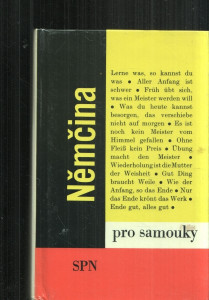 Němčina
Lerne was, so kannst du
was • Aller Anfang ist
schwer • Früh übt sich,
was ein Meister werden will
• Was du heute kannst
besorgen, das verschiebe
nicht auf morgen • Es ist
noch kein Meister vom
Himmel gefallen • Ohne
Fleiß kein Preis • Übung
macht den Meister •
Wiederholung ist die Mutter
der Weisheit • Gut Ding
braucht Weile • Wie der
Anfang, so das Ende • Nur
das Ende krönt das Werk •
Ende gut, alles gut •
pro samouky
SPN